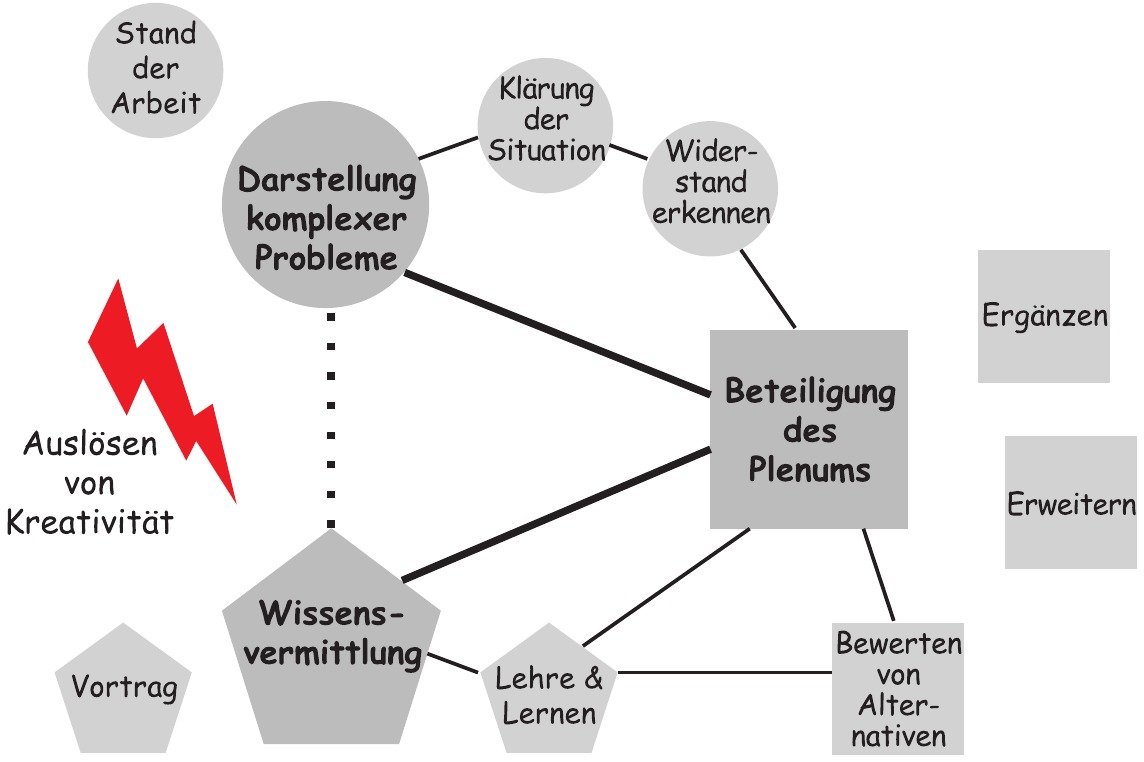 Stand
der
Arbeit
Klärung
der
Situation
Wider-
stand
erkennen
Darstellung
komplexer
Probleme
Ergänzen
Beteiligung
des
Plenums
Auslösen
von
Kreativität
Erweitern
Wissens-
vermittlung
Vortrag
Lehre &
Lernen
Bewerten
von
Alter-
nativen